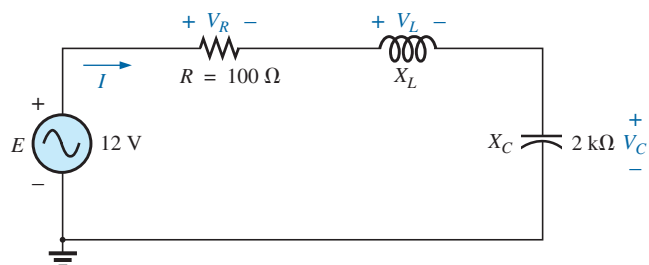 + V_R − + V_L −
I R = 100 Ω X_L
+
E 12 V X_C 2 kΩ + V_C −
−